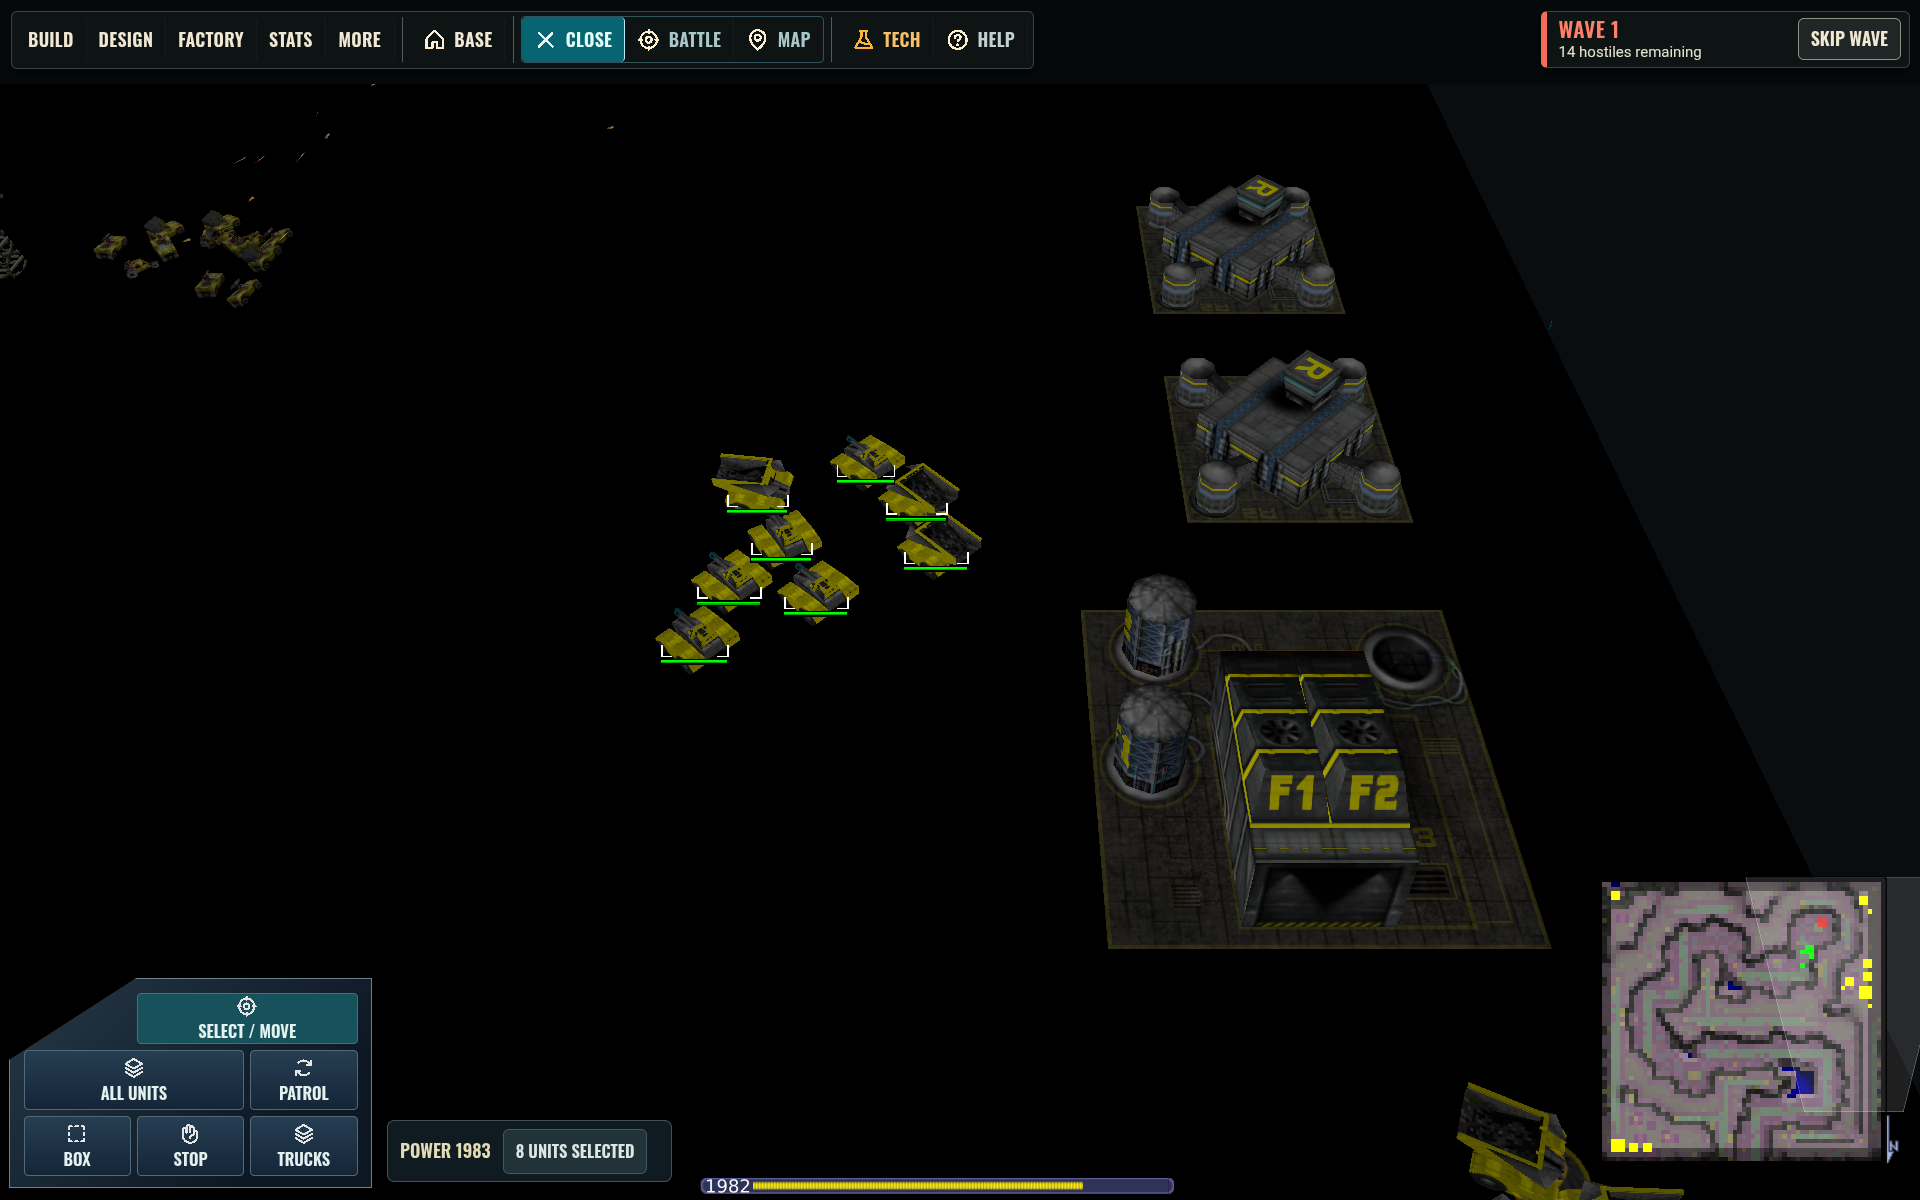 BUILD DESIGN FACTORY STATS MORE BASE CLOSE BATTLE MAP TECH HELP
WAVE 1
14 hostiles remaining
SKIP WAVE
R
R
F1 F2
3
SELECT / MOVE
ALL UNITS PATROL
BOX STOP TRUCKS
POWER 1983 8 UNITS SELECTED
1982
N